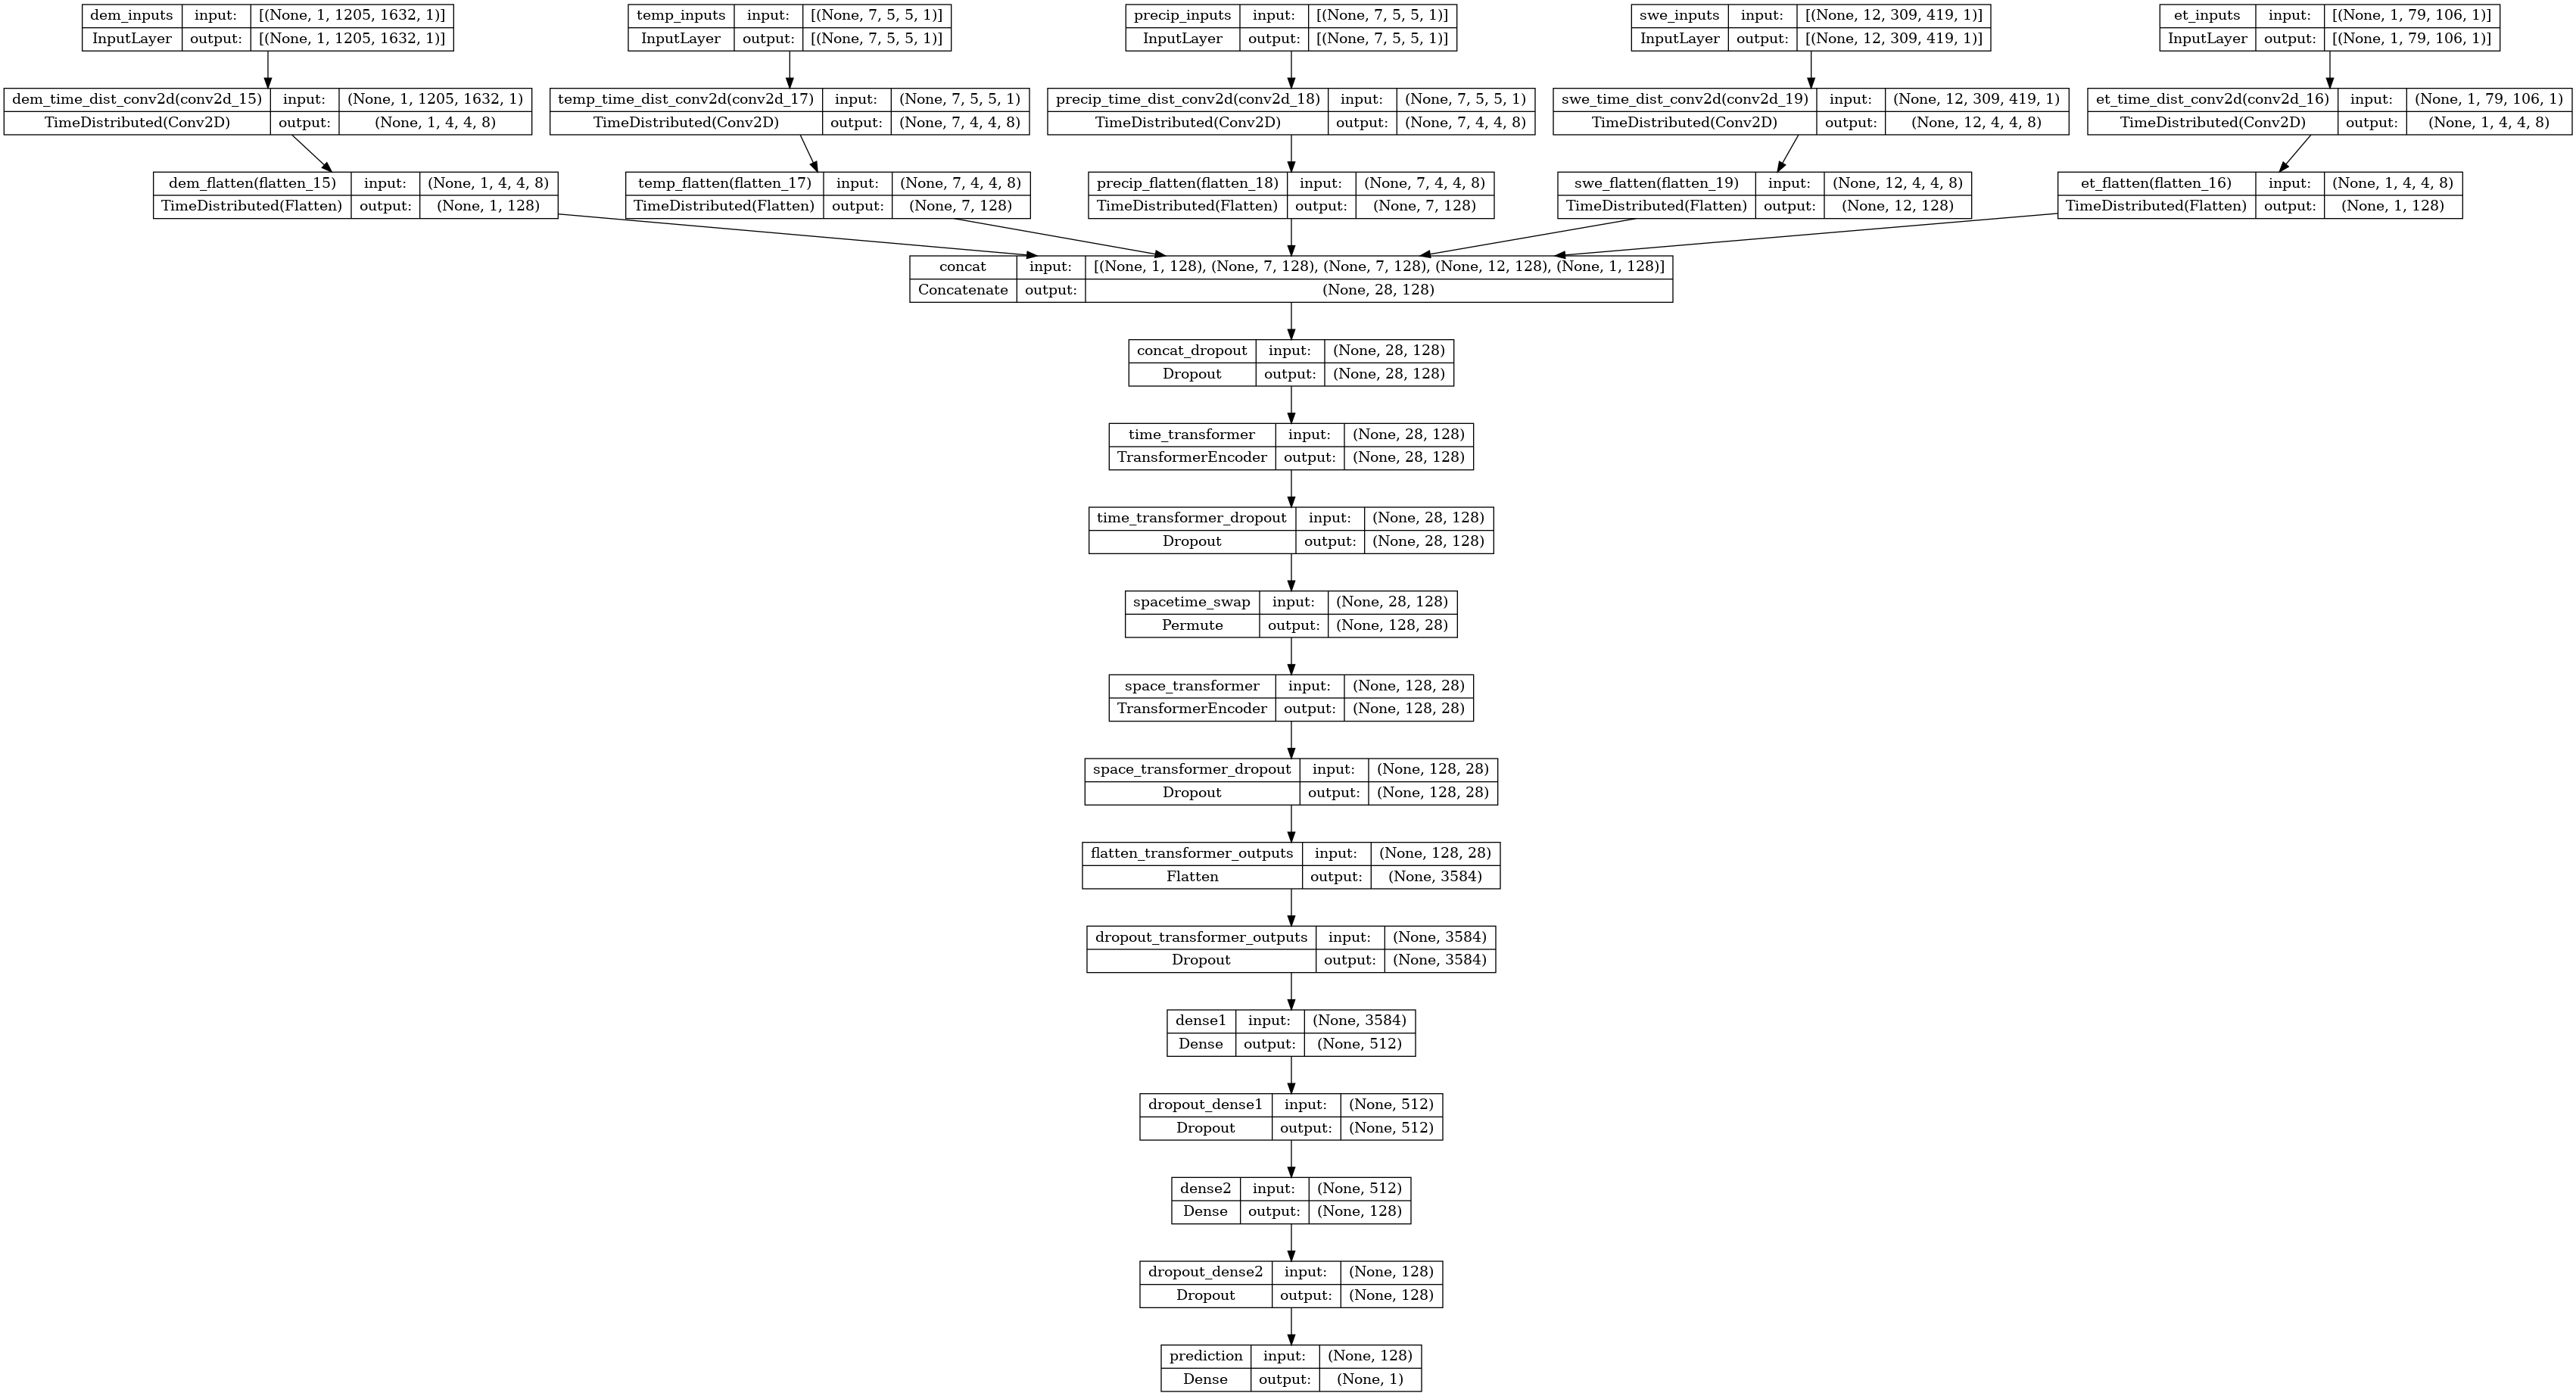 dem_inputs input: [(None, 1, 1205, 1632, 1)]
InputLayer output: [(None, 1, 1205, 1632, 1)]
temp_inputs input: [(None, 7, 5, 5, 1)]
InputLayer output: [(None, 7, 5, 5, 1)]
precip_inputs input: [(None, 7, 5, 5, 1)]
InputLayer output: [(None, 7, 5, 5, 1)]
swe_inputs input: [(None, 12, 309, 419, 1)]
InputLayer output: [(None, 12, 309, 419, 1)]
et_inputs input: [(None, 1, 79, 106, 1)]
InputLayer output: [(None, 1, 79, 106, 1)]
dem_time_dist_conv2d(conv2d_15) input: (None, 1, 1205, 1632, 1)
TimeDistributed(Conv2D) output: (None, 1, 4, 4, 8)
temp_time_dist_conv2d(conv2d_17) input: (None, 7, 5, 5, 1)
TimeDistributed(Conv2D) output: (None, 7, 4, 4, 8)
precip_time_dist_conv2d(conv2d_18) input: (None, 7, 5, 5, 1)
TimeDistributed(Conv2D) output: (None, 7, 4, 4, 8)
swe_time_dist_conv2d(conv2d_19) input: (None, 12, 309, 419, 1)
TimeDistributed(Conv2D) output: (None, 12, 4, 4, 8)
et_time_dist_conv2d(conv2d_16) input: (None, 1, 79, 106, 1)
TimeDistributed(Conv2D) output: (None, 1, 4, 4, 8)
dem_flatten(flatten_15) input: (None, 1, 4, 4, 8)
TimeDistributed(Flatten) output: (None, 1, 128)
temp_flatten(flatten_17) input: (None, 7, 4, 4, 8)
TimeDistributed(Flatten) output: (None, 7, 128)
precip_flatten(flatten_18) input: (None, 7, 4, 4, 8)
TimeDistributed(Flatten) output: (None, 7, 128)
swe_flatten(flatten_19) input: (None, 12, 4, 4, 8)
TimeDistributed(Flatten) output: (None, 12, 128)
et_flatten(flatten_16) input: (None, 1, 4, 4, 8)
TimeDistributed(Flatten) output: (None, 1, 128)
concat input: [(None, 1, 128), (None, 7, 128), (None, 7, 128), (None, 12, 128), (None, 1, 128)]
Concatenate output: (None, 28, 128)
concat_dropout input: (None, 28, 128)
Dropout output: (None, 28, 128)
time_transformer input: (None, 28, 128)
TransformerEncoder output: (None, 28, 128)
time_transformer_dropout input: (None, 28, 128)
Dropout output: (None, 28, 128)
spacetime_swap input: (None, 28, 128)
Permute output: (None, 128, 28)
space_transformer input: (None, 128, 28)
TransformerEncoder output: (None, 128, 28)
space_transformer_dropout input: (None, 128, 28)
Dropout output: (None, 128, 28)
flatten_transformer_outputs input: (None, 128, 28)
Flatten output: (None, 3584)
dropout_transformer_outputs input: (None, 3584)
Dropout output: (None, 3584)
dense1 input: (None, 3584)
Dense output: (None, 512)
dropout_dense1 input: (None, 512)
Dropout output: (None, 512)
dense2 input: (None, 512)
Dense output: (None, 128)
dropout_dense2 input: (None, 128)
Dropout output: (None, 128)
prediction input: (None, 128)
Dense output: (None, 1)